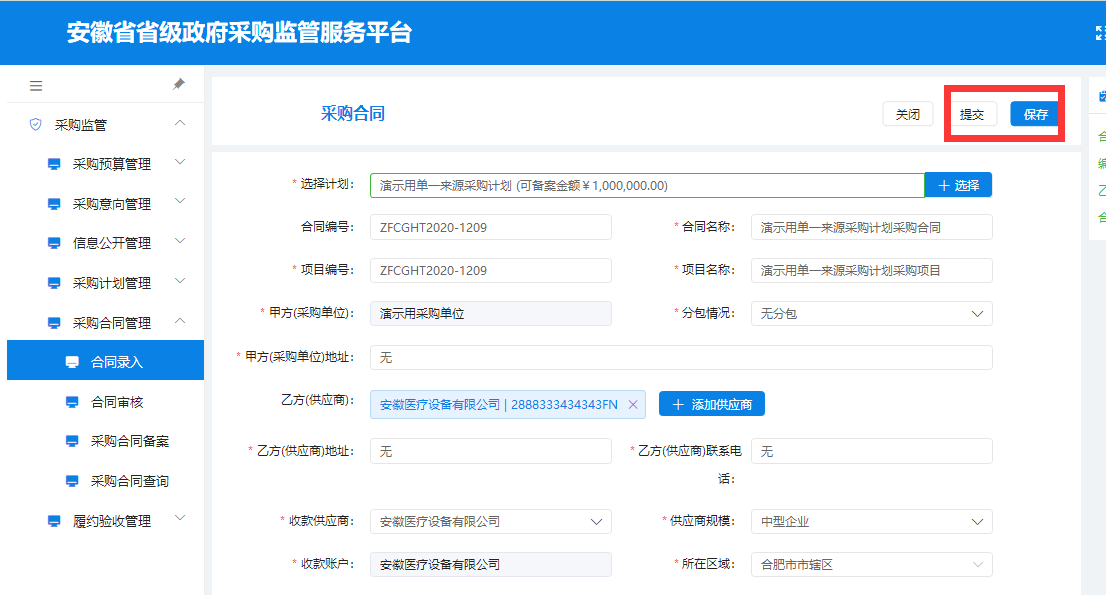 安徽省省级政府采购监管服务平台
采购监管
采购预算管理
采购意向管理
信息公开管理
采购计划管理
采购合同管理
合同录入
合同审核
采购合同备案
采购合同查询
履约验收管理
采购合同
关闭
提交
保存
* 选择计划: 演示用单一来源采购计划 (可备案金额￥1,000,000.00) + 选择
合同编号: ZFCGHT2020-1209 * 合同名称: 演示用单一来源采购计划采购合同
* 项目编号: ZFCGHT2020-1209 * 项目名称: 演示用单一来源采购计划采购项目
* 甲方(采购单位): 演示用采购单位 * 分包情况: 无分包
* 甲方(采购单位)地址: 无
乙方(供应商): 安徽医疗设备有限公司 | 2888333434343FN × + 添加供应商
* 乙方(供应商)地址: 无 * 乙方(供应商)联系电
话: 无
* 收款供应商: 安徽医疗设备有限公司 * 供应商规模: 中型企业
* 收款账户: 安徽医疗设备有限公司 * 所在区域: 合肥市市辖区
合
编
乙
合